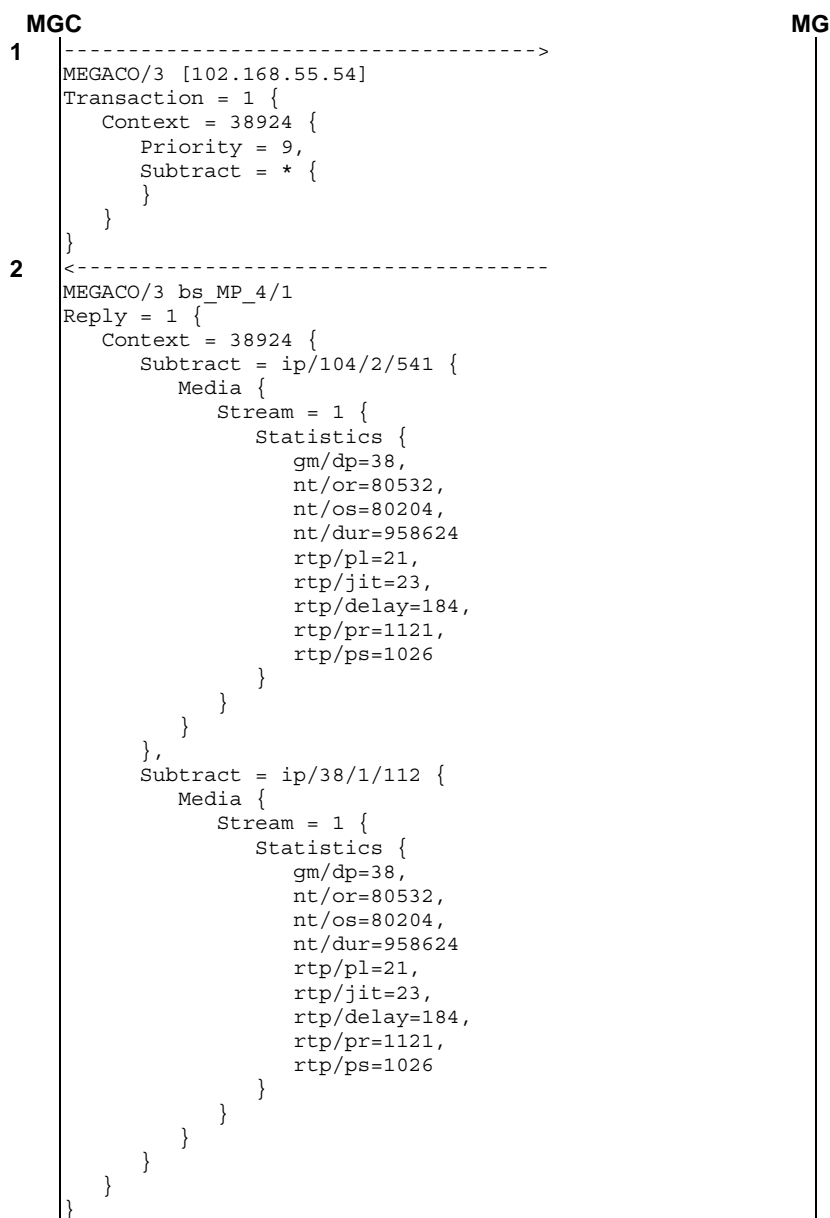 MGC MG
1 ------------------------------------->
MEGACO/3 [102.168.55.54]
Transaction = 1 {
   Context = 38924 {
      Priority = 9,
      Subtract = * {
      }
   }
}
2 <-------------------------------------
MEGACO/3 bs_MP_4/1
Reply = 1 {
   Context = 38924 {
      Subtract = ip/104/2/541 {
         Media {
            Stream = 1 {
               Statistics {
                  gm/dp=38,
                  nt/or=80532,
                  nt/os=80204,
                  nt/dur=958624
                  rtp/pl=21,
                  rtp/jit=23,
                  rtp/delay=184,
                  rtp/pr=1121,
                  rtp/ps=1026
               }
            }
         }
      },
      Subtract = ip/38/1/112 {
         Media {
            Stream = 1 {
               Statistics {
                  gm/dp=38,
                  nt/or=80532,
                  nt/os=80204,
                  nt/dur=958624
                  rtp/pl=21,
                  rtp/jit=23,
                  rtp/delay=184,
                  rtp/pr=1121,
                  rtp/ps=1026
               }
            }
         }
      }
   }
}